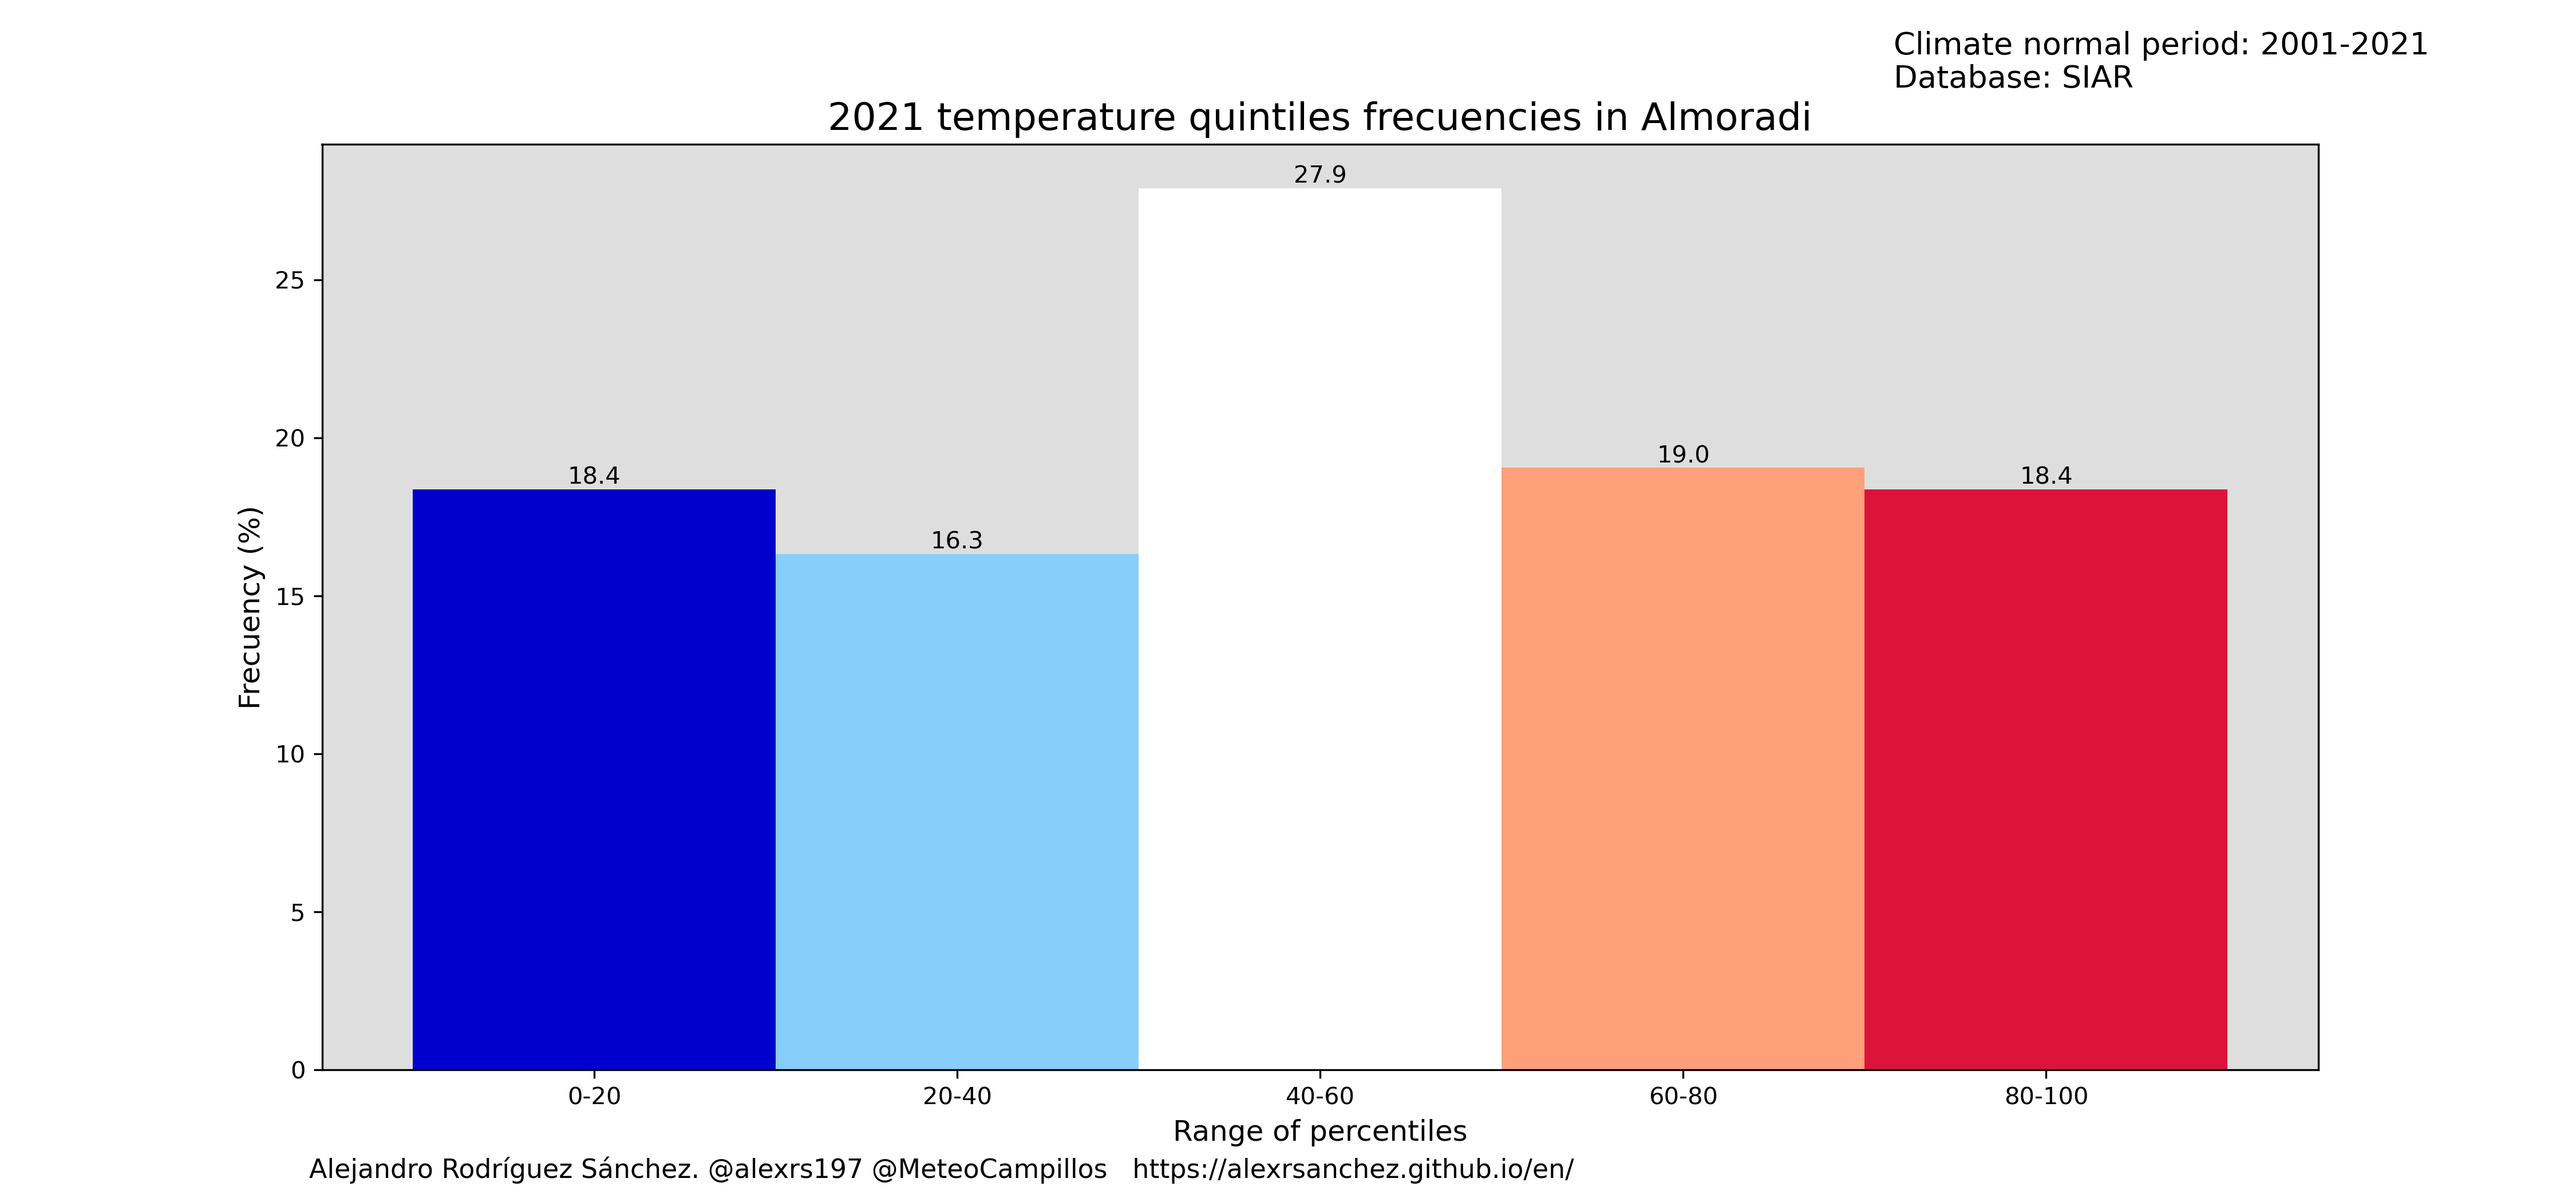 Climate normal period: 2001-2021
Database: SIAR
2021 temperature quintiles frecuencies in Almoradi
27.9
25
20
19.0
18.4
18.4
16.3
15
10
5
0
Frecuency (%)
0-20 20-40 40-60 60-80 80-100
Range of percentiles
Alejandro Rodríguez Sánchez. @alexrs197 @MeteoCampillos https://alexrsanchez.github.io/en/